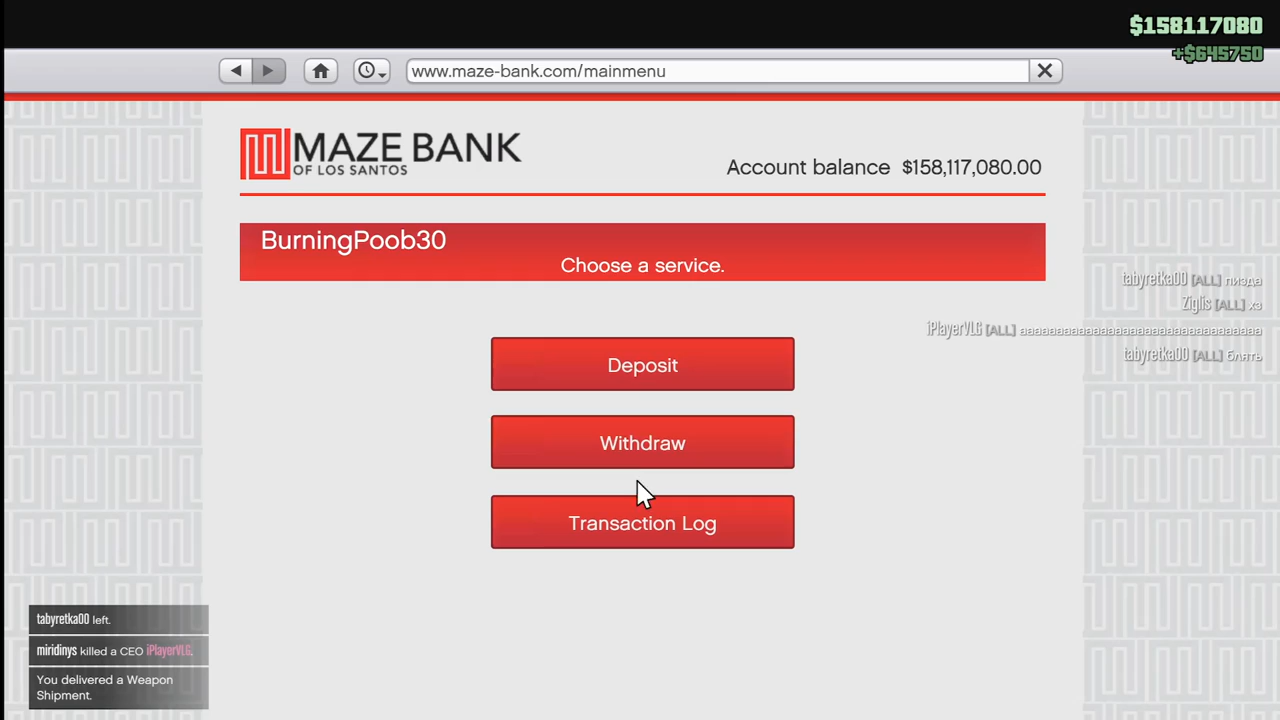 $158117080
+$645750
www.maze-bank.com/mainmenu
MAZE BANK
OF LOS SANTOS
Account balance $158,117,080.00
BurningPoob30
Choose a service.
tabyretka00 [ALL] пизда
Ziglis [ALL] хз
iPlayerVLG [ALL] аааааааааааааааааааааааааааааааааа
tabyretka00 [ALL] блять
Deposit
Withdraw
Transaction Log
tabyretka00 left.
miridinys killed a CEO iPlayerVLG.
You delivered a Weapon
Shipment.